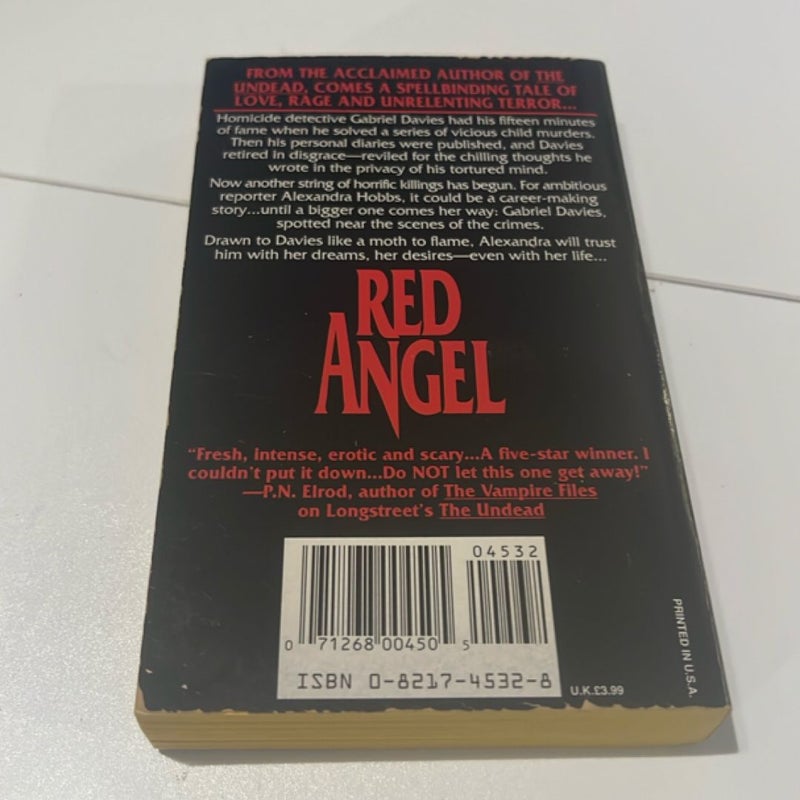 FROM THE ACCLAIMED AUTHOR OF THE
UNDEAD, COMES A SPELLBINDING TALE OF
LOVE, RAGE AND UNRELENTING TERROR...
Homicide detective Gabriel Davies had his fifteen minutes
of fame when he solved a series of vicious child murders.
Then his personal diaries were published, and Davies
retired in disgrace—reviled for the chilling thoughts he
wrote in the privacy of his tortured mind.
Now another string of horrific killings has begun. For ambitious
reporter Alexandra Hobbs, it could be a career-making
story...until a bigger one comes her way: Gabriel Davies,
spotted near the scenes of the crimes.
Drawn to Davies like a moth to flame, Alexandra will trust
him with her dreams, her desires—even with her life...
RED
ANGEL
"Fresh, intense, erotic and scary...A five-star winner. I
couldn't put it down...Do NOT let this one get away!"
—P.N. Elrod, author of The Vampire Files
on Longstreet's The Undead
04532
0 71268 00450 5
ISBN 0-8217-4532-8
U.K.£3.99
PRINTED IN U.S.A.